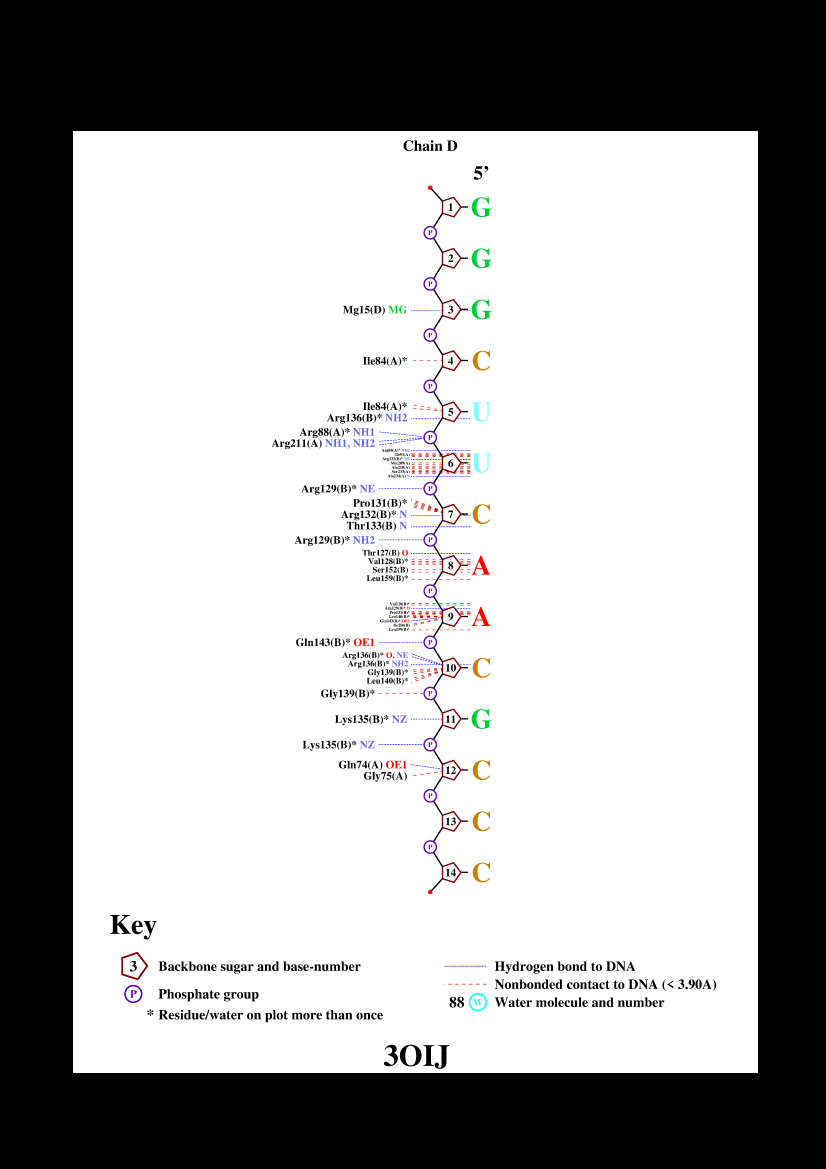 Chain D
5’
1 G
P
2 G
P
Mg15(D) MG 3 G
P
Ile84(A)* 4 C
P
Ile84(A)*
5 U
Arg136(B)* NH2
Arg88(A)* NH1
P
Arg211(A) NH1, NH2
6 U
Arg129(B)* NE P
Pro131(B)*
Arg132(B)* N 7 C
Thr133(B) N
Arg129(B)* NH2 P
Thr127(B) O
Val128(B)*
8 A
Ser152(B)
Leu159(B)*
P
9 A
Gln143(B)* OE1 P
Arg136(B)* O, NE
Arg136(B)* NH2
10 C
Gly139(B)*
Leu140(B)*
Gly139(B)* P
Lys135(B)* NZ 11 G
Lys135(B)* NZ P
Gln74(A) OE1
12 C
Gly75(A)
P
13 C
P
14 C
Key
3 Backbone sugar and base-number
P Phosphate group
* Residue/water on plot more than once
Hydrogen bond to DNA
Nonbonded contact to DNA (< 3.90A)
88 W Water molecule and number
3OIJ